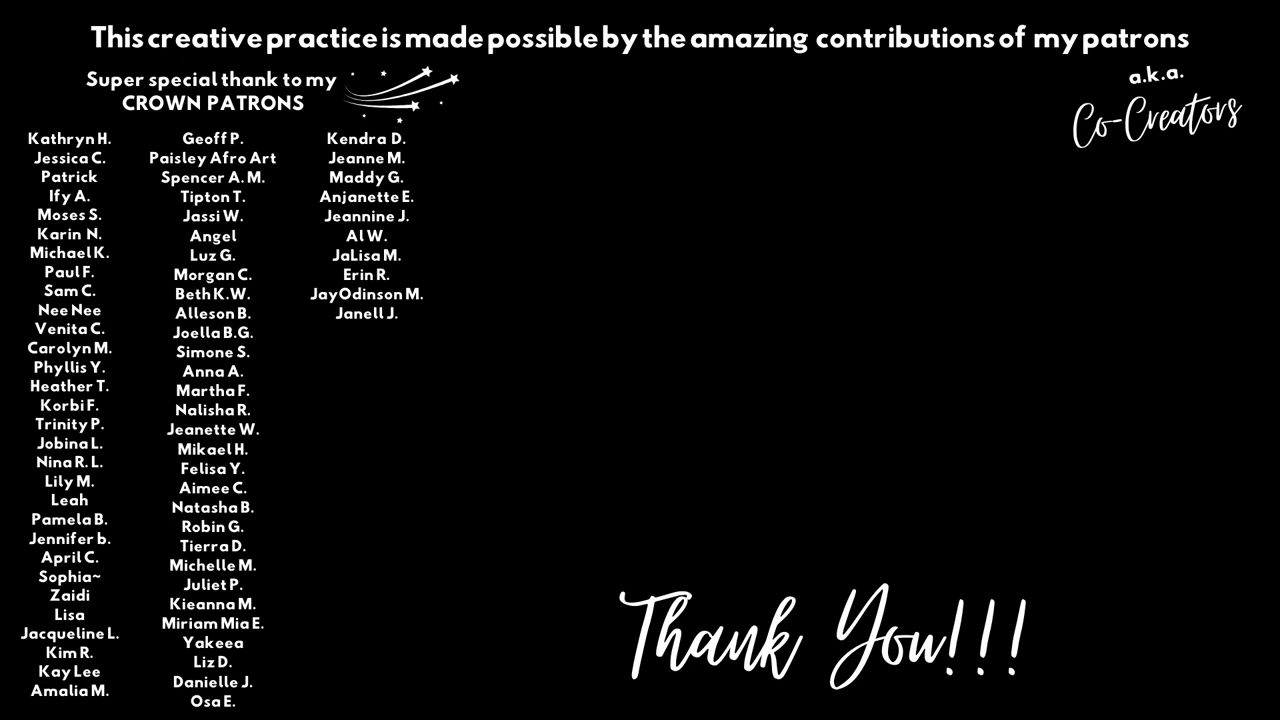 This creative practice is made possible by the amazing contributions of my patrons
a.k.a.
Co-Creators
Super special thank to my
CROWN PATRONS
Kathryn H.
Jessica C.
Patrick
Ify A.
Moses S.
Karin N.
Michael K.
Paul F.
Sam C.
Nee Nee
Venita C.
Carolyn M.
Phyllis Y.
Heather T.
Korbi F.
Trinity P.
Jobina L.
Nina R. L.
Lily M.
Leah
Pamela B.
Jennifer b.
April C.
Sophia~
Zaidi
Lisa
Jacqueline L.
Kim R.
Kay Lee
Amalia M.
Geoff P.
Paisley Afro Art
Spencer A. M.
Tipton T.
Jassi W.
Angel
Luz G.
Morgan C.
Beth K.W.
Alleson B.
Joella B.G.
Simone S.
Anna A.
Martha F.
Nalisha R.
Jeanette W.
Mikael H.
Felisa Y.
Aimee C.
Natasha B.
Robin G.
Tierra D.
Michelle M.
Juliet P.
Kieanna M.
Miriam Mia E.
Yakeea
Liz D.
Danielle J.
Osa E.
Kendra D.
Jeanne M.
Maddy G.
Anjanette E.
Jeannine J.
Al W.
JaLisa M.
Erin R.
JayOdinson M.
Janell J.
Thank You!!!